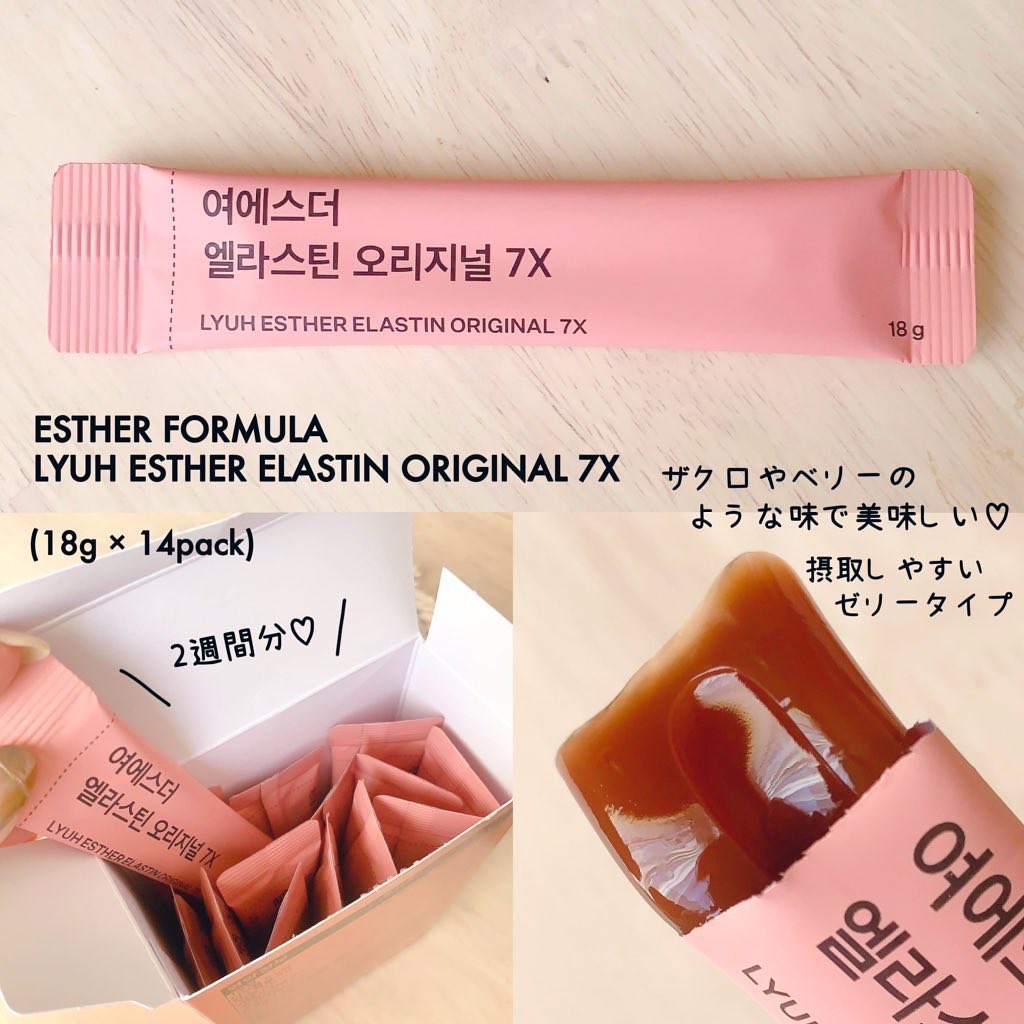 여에스더
엘라스틴 오리지널 7X
LYUH ESTHER ELASTIN ORIGINAL 7X
18 g
ESTHER FORMULA
LYUH ESTHER ELASTIN ORIGINAL 7X
ザクロやベリーの
ような味で美味しい♡
(18g × 14pack)
摂取しやすい
ゼリータイプ
2週間分♡
여에스더
엘라스틴 오리지널 7X
LYUH ESTHER ELASTIN ORIGINAL
여에스
엘라스
LYU